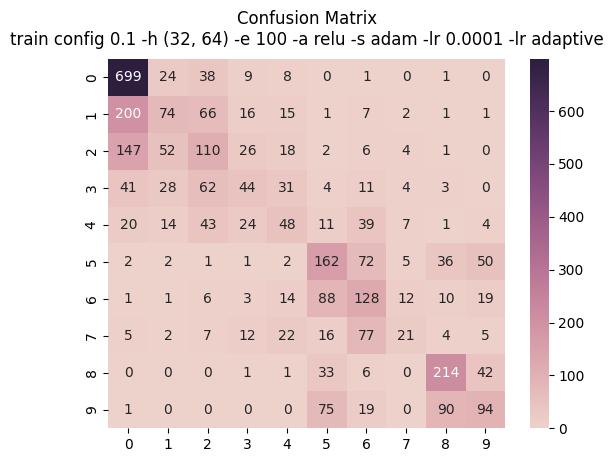 Confusion Matrix
train config 0.1 -h (32, 64) -e 100 -a relu -s adam -lr 0.0001 -lr adaptive
0 699 24 38 9 8 0 1 0 1 0
1 200 74 66 16 15 1 7 2 1 1
2 147 52 110 26 18 2 6 4 1 0
3 41 28 62 44 31 4 11 4 3 0
4 20 14 43 24 48 11 39 7 1 4
5 2 2 1 1 2 162 72 5 36 50
6 1 1 6 3 14 88 128 12 10 19
7 5 2 7 12 22 16 77 21 4 5
8 0 0 0 1 1 33 6 0 214 42
9 1 0 0 0 0 75 19 0 90 94
0 1 2 3 4 5 6 7 8 9
600
500
400
300
200
100
0